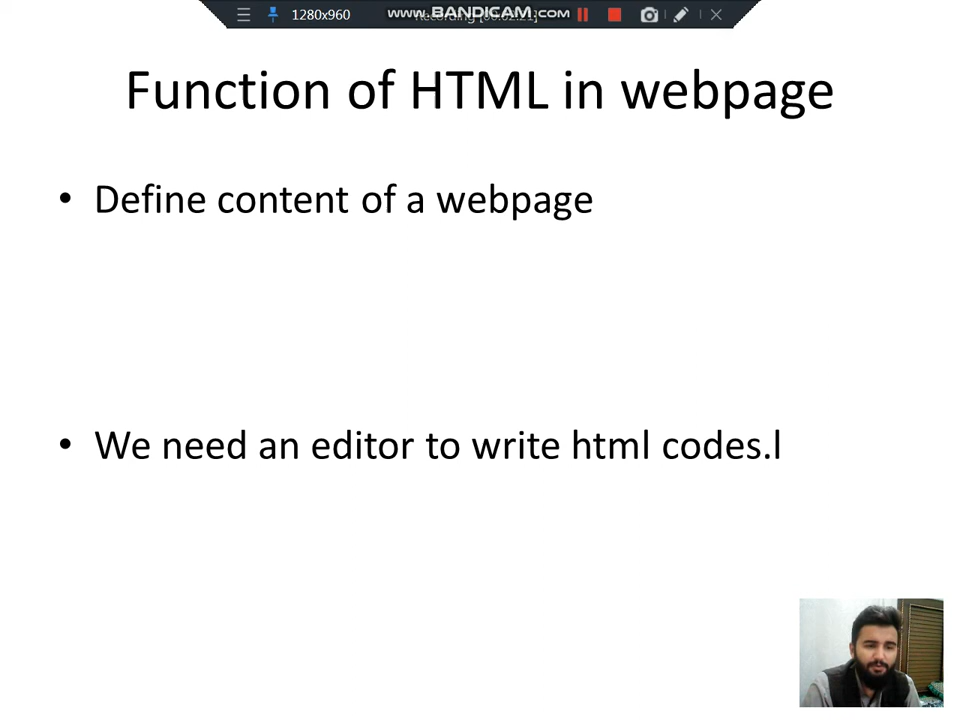 1280x960
www.BANDICAM.com
Function of HTML in webpage
• Define content of a webpage
• We need an editor to write html codes.l